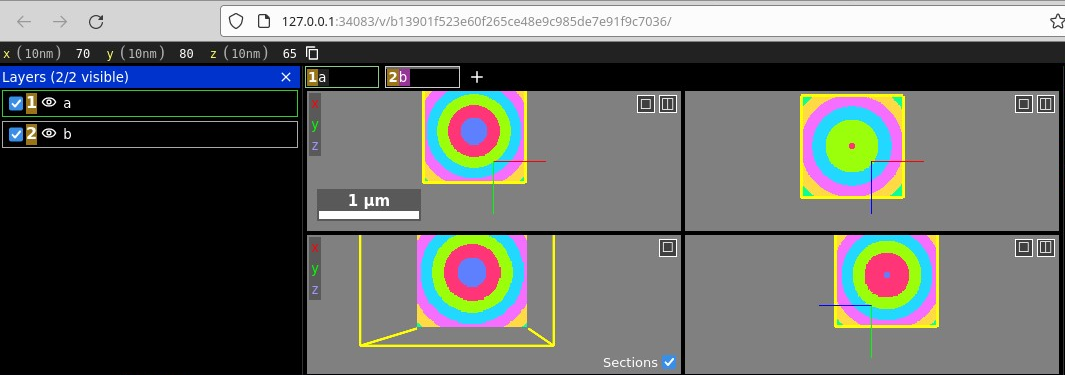 127.0.0.1:34083/v/b13901f523e60f265ce48e9c985de7e91f9c7036/
x (10nm) 70 y (10nm) 80 z (10nm) 65
Layers (2/2 visible) ×
1a 2b +
1 a
2 b
x
y
z
1 µm
x
y
z
Sections